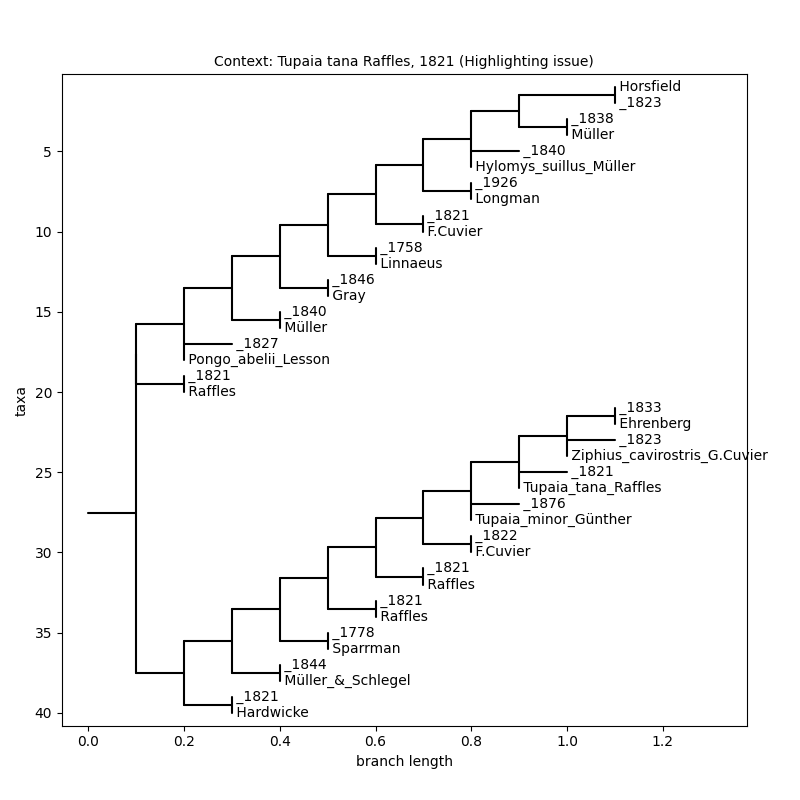 Context: Tupaia tana Raffles, 1821 (Highlighting issue)
Horsfield
_1823
_1838
Müller
_1840
Hylomys_suillus_Müller
_1926
Longman
_1821
F.Cuvier
_1758
Linnaeus
_1846
Gray
_1840
Müller
_1827
Pongo_abelii_Lesson
_1821
Raffles
_1833
Ehrenberg
_1823
Ziphius_cavirostris_G.Cuvier
_1821
Tupaia_tana_Raffles
_1876
Tupaia_minor_Günther
_1822
F.Cuvier
_1821
Raffles
_1821
Raffles
_1778
Sparrman
_1844
Müller_&_Schlegel
_1821
Hardwicke
5
10
15
20
25
30
35
40
taxa
0.0 0.2 0.4 0.6 0.8 1.0 1.2
branch length